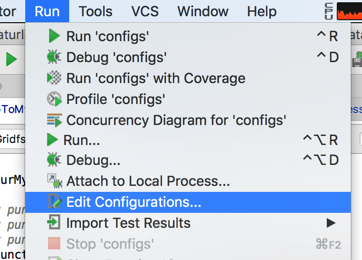 tor Run Tools VCS Window Help
Run 'configs' ⌃R
Debug 'configs' ⌃D
Run 'configs' with Coverage
Profile 'configs'
Concurrency Diagram for 'configs'
Run... ⌃⌥R
Debug... ⌃⌥D
Attach to Local Process...
Edit Configurations...
Import Test Results
Stop 'configs' ⌘F2